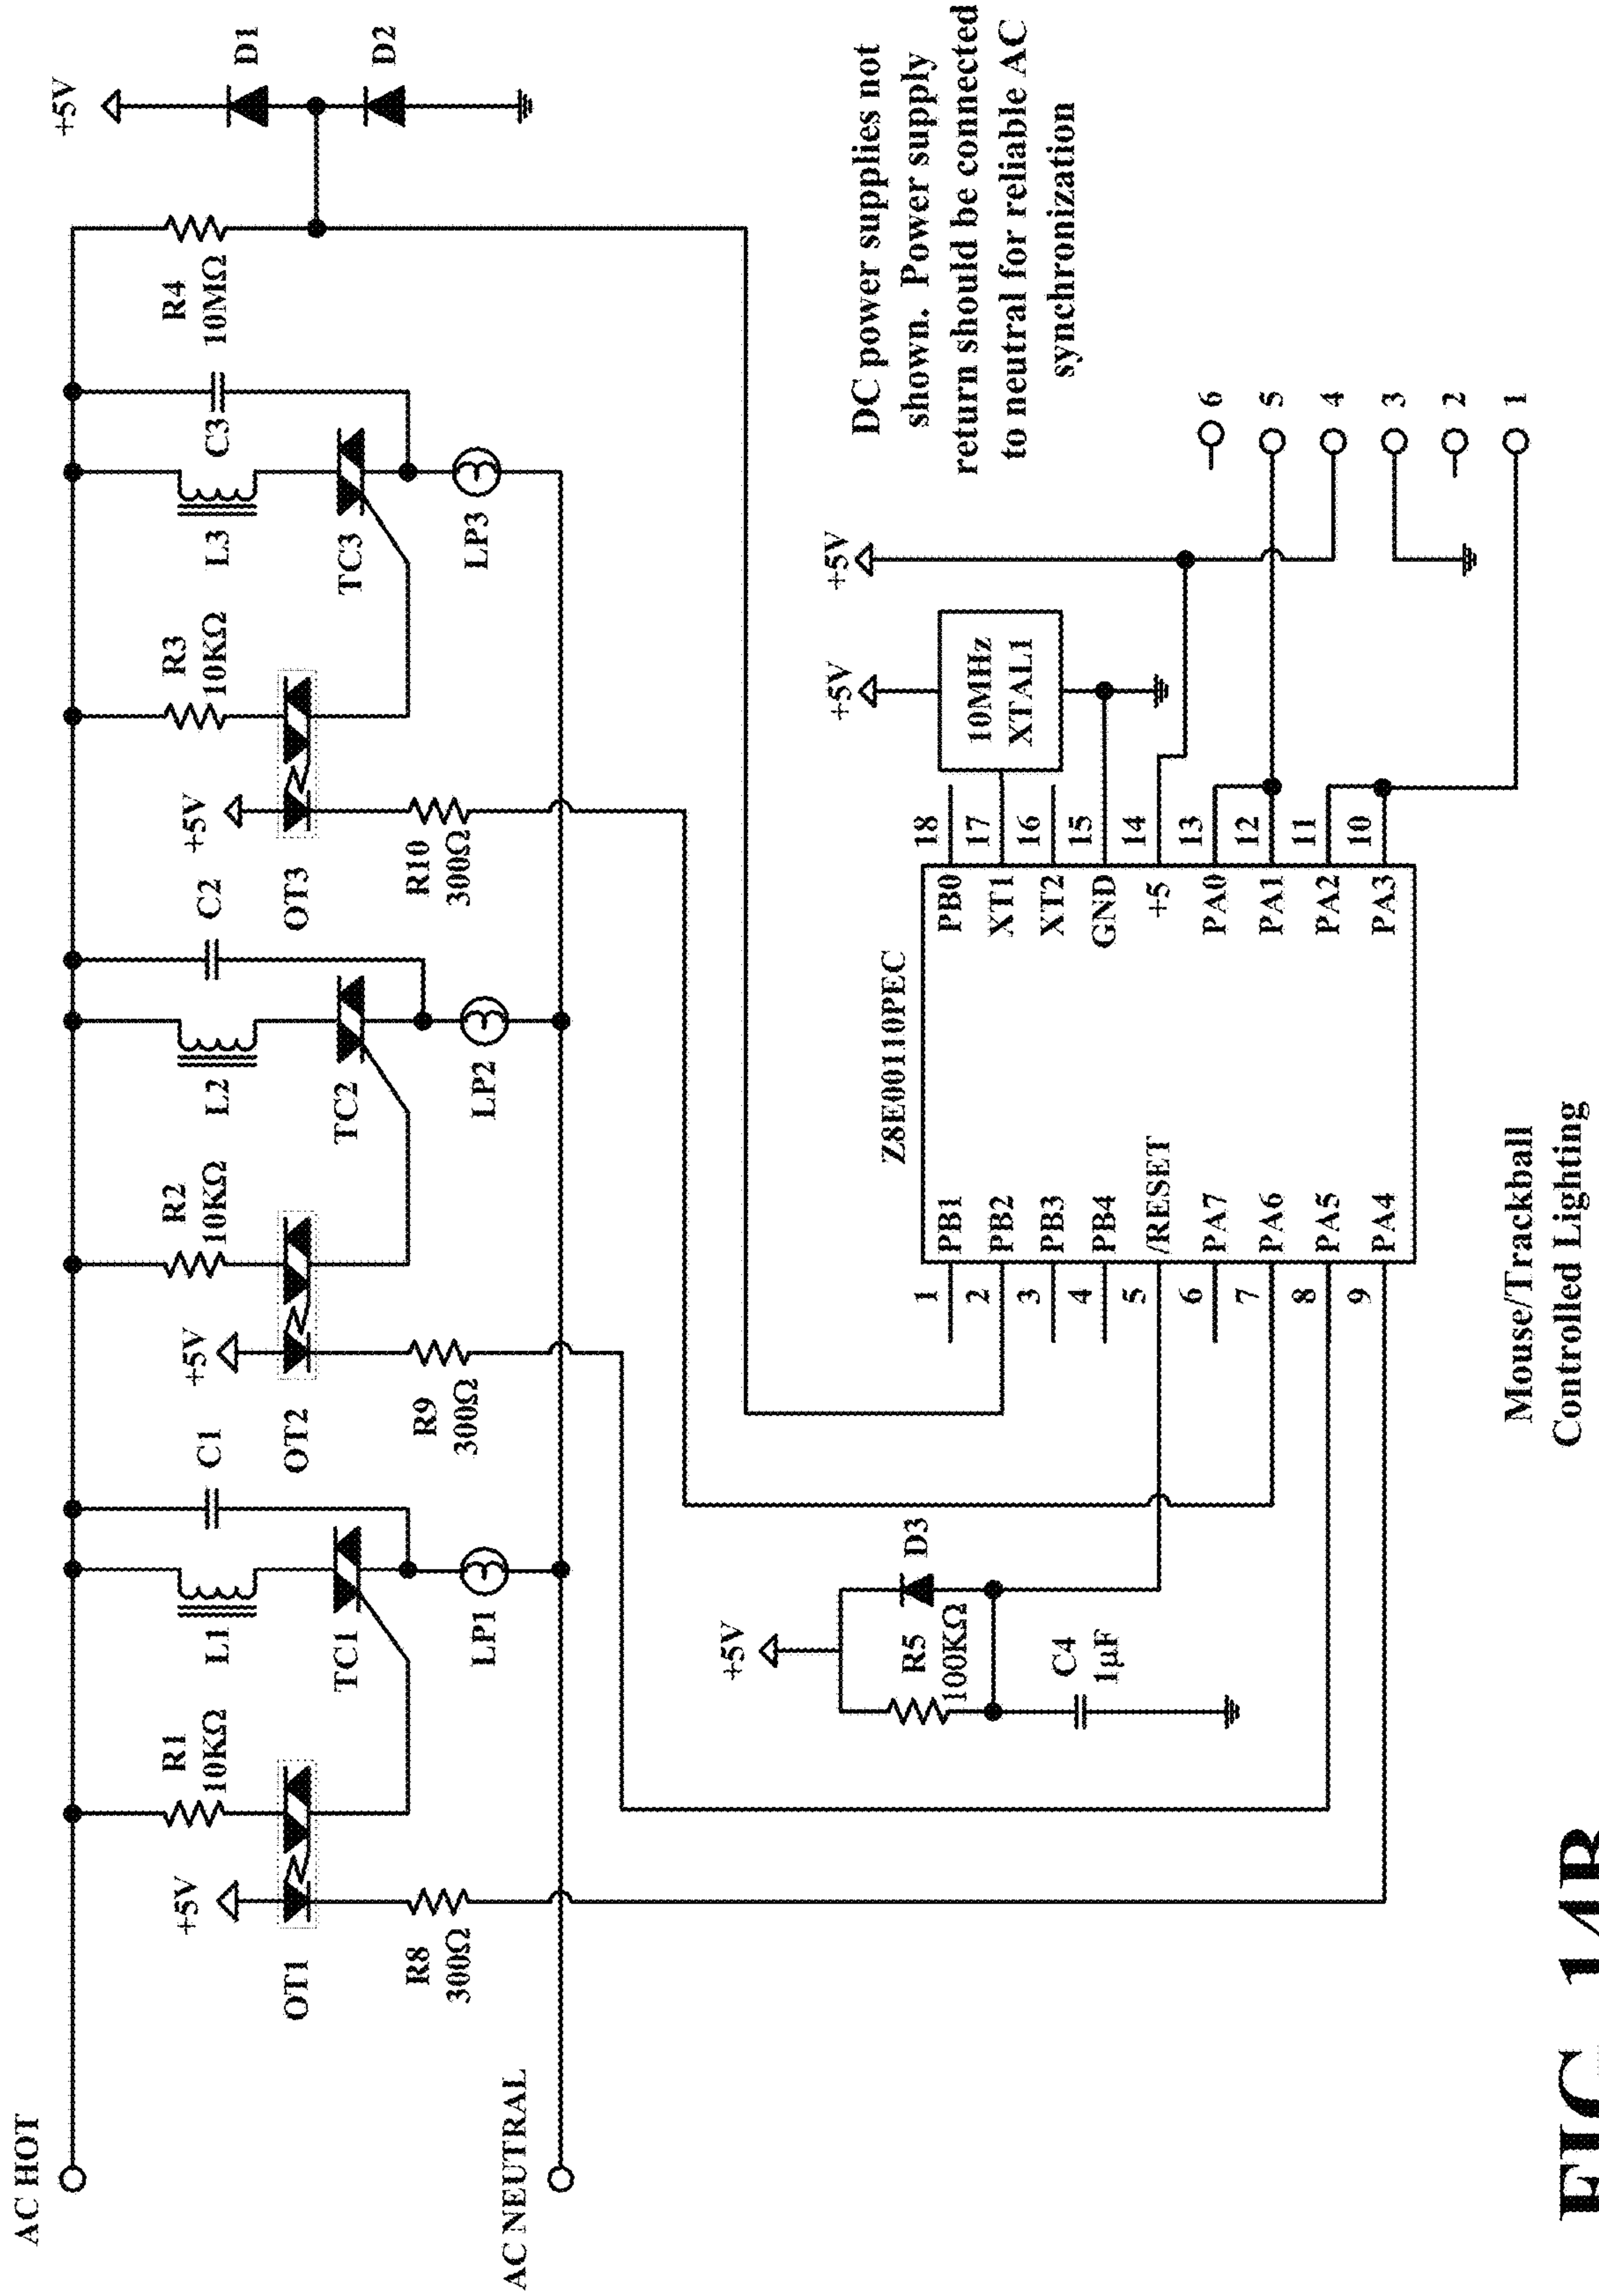 AC HOT
AC NEUTRAL
+5V
OT1
R1
10KΩ
R8
300Ω
L1
TC1
LP1
C1
+5V
OT2
R2
10KΩ
R9
300Ω
L2
TC2
LP2
C2
+5V
OT3
R3
10KΩ
R10
300Ω
L3
TC3
LP3
C3
R4
10MΩ
+5V
D1
D2
DC power supplies not
shown. Power supply
return should be connected
to neutral for reliable AC
synchronization
+5V
R5
100KΩ
D3
C4
1µF
Z8E00110PEC
1 PB1
2 PB2
3 PB3
4 PB4
5 /RESET
6 PA7
7 PA6
8 PA5
9 PA4
PB0 18
XT1 17
XT2 16
GND 15
+5 14
PA0 13
PA1 12
PA2 11
PA3 10
+5V
10MHz
XTAL1
+5V
6
5
4
3
2
1
Mouse/Trackball
Controlled Lighting
FIG. 14B